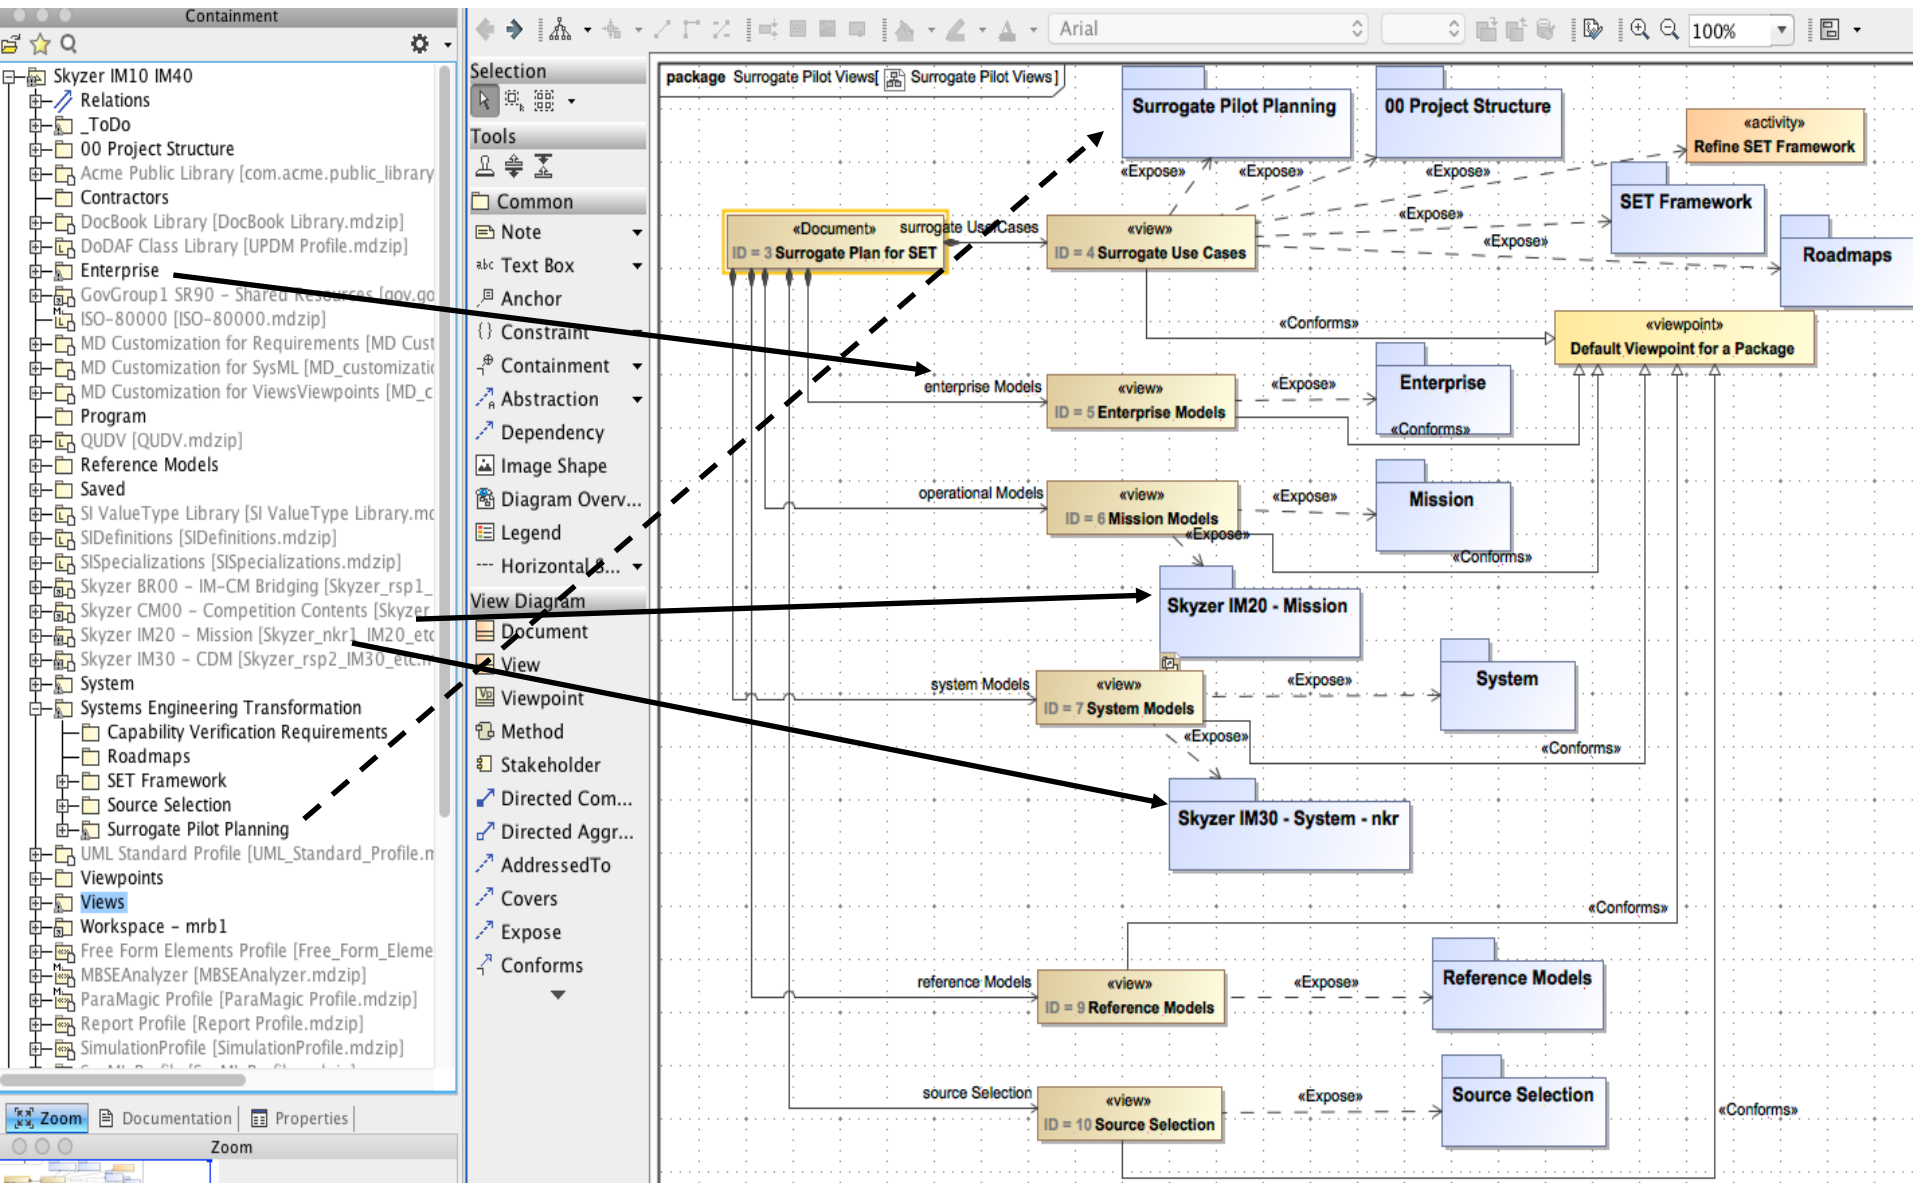 Containment
Skyzer IM10 IM40
Relations
_ToDo
00 Project Structure
Acme Public Library [com.acme.public_library
Contractors
DocBook Library [DocBook Library.mdzip]
DoDAF Class Library [UPDM Profile.mdzip]
Enterprise
GovGroup1 SR90 – Shared Resources [gov.go
ISO-80000 [ISO-80000.mdzip]
MD Customization for Requirements [MD Cust
MD Customization for SysML [MD_customizatic
MD Customization for ViewsViewpoints [MD_c
Program
QUDV [QUDV.mdzip]
Reference Models
Saved
SI ValueType Library [SI ValueType Library.mc
SIDefinitions [SIDefinitions.mdzip]
SISpecializations [SISpecializations.mdzip]
Skyzer BR00 – IM-CM Bridging [Skyzer_rsp1_
Skyzer CM00 – Competition Contents [Skyzer
Skyzer IM20 – Mission [Skyzer_nkr1_IM20_etc
Skyzer IM30 – CDM [Skyzer_rsp2_IM30_etc.m
System
Systems Engineering Transformation
Capability Verification Requirements
Roadmaps
SET Framework
Source Selection
Surrogate Pilot Planning
UML Standard Profile [UML_Standard_Profile.m
Viewpoints
Views
Workspace – mrb1
Free Form Elements Profile [Free_Form_Eleme
MBSEAnalyzer [MBSEAnalyzer.mdzip]
ParaMagic Profile [ParaMagic Profile.mdzip]
Report Profile [Report Profile.mdzip]
SimulationProfile [SimulationProfile.mdzip]
Zoom
Documentation
Properties
Zoom
Arial
100%
Selection
Tools
Common
Note
Text Box
Anchor
Constraint
Containment
Abstraction
Dependency
Image Shape
Diagram Overv...
Legend
Horizontal S...
View Diagram
Document
View
Viewpoint
Method
Stakeholder
Directed Com...
Directed Aggr...
AddressedTo
Covers
Expose
Conforms
package Surrogate Pilot Views[ Surrogate Pilot Views ]
Surrogate Pilot Planning
00 Project Structure
«activity»
Refine SET Framework
«Expose»
«Expose»
«Expose»
SET Framework
«Expose»
«Document»
ID = 3 Surrogate Plan for SET
surrogate UseCases
«view»
ID = 4 Surrogate Use Cases
«Expose»
Roadmaps
«Conforms»
«viewpoint»
Default Viewpoint for a Package
enterprise Models
«view»
ID = 5 Enterprise Models
«Expose»
Enterprise
«Conforms»
operational Models
«view»
ID = 6 Mission Models
«Expose»
Mission
«Expose»
«Conforms»
Skyzer IM20 - Mission
system Models
«view»
ID = 7 System Models
«Expose»
System
«Expose»
«Conforms»
Skyzer IM30 - System - nkr
«Conforms»
reference Models
«view»
ID = 9 Reference Models
«Expose»
Reference Models
source Selection
«view»
ID = 10 Source Selection
«Expose»
Source Selection
«Conforms»